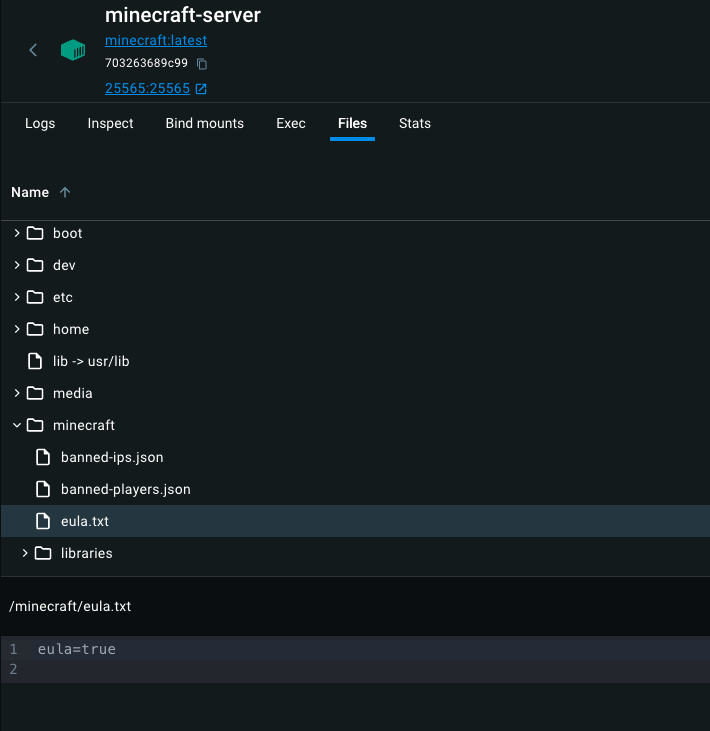 minecraft-server
minecraft:latest
703263689c99
25565:25565
Logs Inspect Bind mounts Exec Files Stats
Name
boot
dev
etc
home
lib -> usr/lib
media
minecraft
banned-ips.json
banned-players.json
eula.txt
libraries
/minecraft/eula.txt
1 eula=true
2